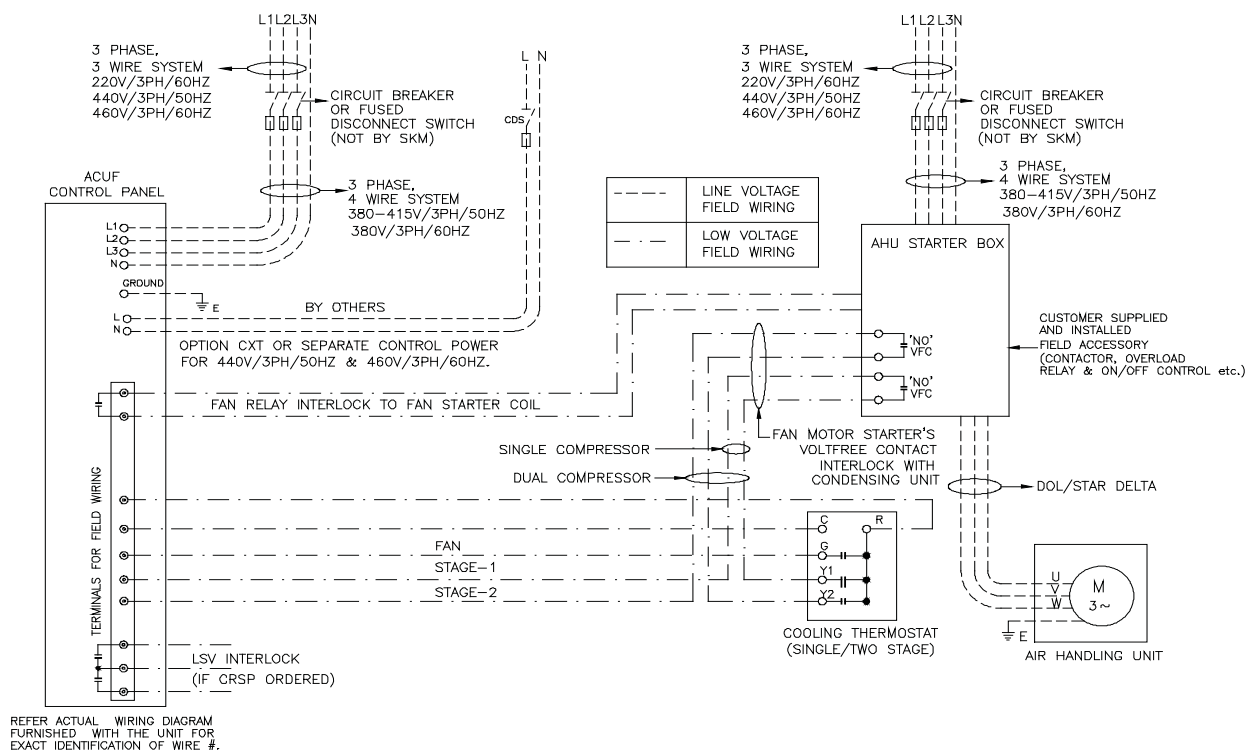 L1L2L3N
3 PHASE,
3 WIRE SYSTEM
220V/3PH/60HZ
440V/3PH/50HZ
460V/3PH/60HZ
CIRCUIT BREAKER
OR FUSED
DISCONNECT SWITCH
(NOT BY SKM)
3 PHASE,
4 WIRE SYSTEM
380-415V/3PH/50HZ
380V/3PH/60HZ
L N
CDS
L1L2L3N
3 PHASE,
3 WIRE SYSTEM
220V/3PH/60HZ
440V/3PH/50HZ
460V/3PH/60HZ
CIRCUIT BREAKER
OR FUSED
DISCONNECT SWITCH
(NOT BY SKM)
3 PHASE,
4 WIRE SYSTEM
380-415V/3PH/50HZ
380V/3PH/60HZ
LINE VOLTAGE
FIELD WIRING
LOW VOLTAGE
FIELD WIRING
ACUF
CONTROL PANEL
L1
L2
L3
N
GROUND
E
L
N
BY OTHERS
OPTION CXT OR SEPARATE CONTROL POWER
FOR 440V/3PH/50HZ & 460V/3PH/60HZ.
AHU STARTER BOX
'NO'
VFC
'NO'
VFC
CUSTOMER SUPPLIED
AND INSTALLED
FIELD ACCESSORY
(CONTACTOR, OVERLOAD
RELAY & ON/OFF CONTROL etc.)
FAN RELAY INTERLOCK TO FAN STARTER COIL
FAN MOTOR STARTER'S
VOLTFREE CONTACT
INTERLOCK WITH
CONDENSING UNIT
SINGLE COMPRESSOR
DUAL COMPRESSOR
DOL/STAR DELTA
TERMINALS FOR FIELD WIRING
FAN
STAGE-1
STAGE-2
C
R
G
Y1
Y2
COOLING THERMOSTAT
(SINGLE/TWO STAGE)
U
V
W
M
3~
E
AIR HANDLING UNIT
LSV INTERLOCK
(IF CRSP ORDERED)
REFER ACTUAL WIRING DIAGRAM
FURNISHED WITH THE UNIT FOR
EXACT IDENTIFICATION OF WIRE #.